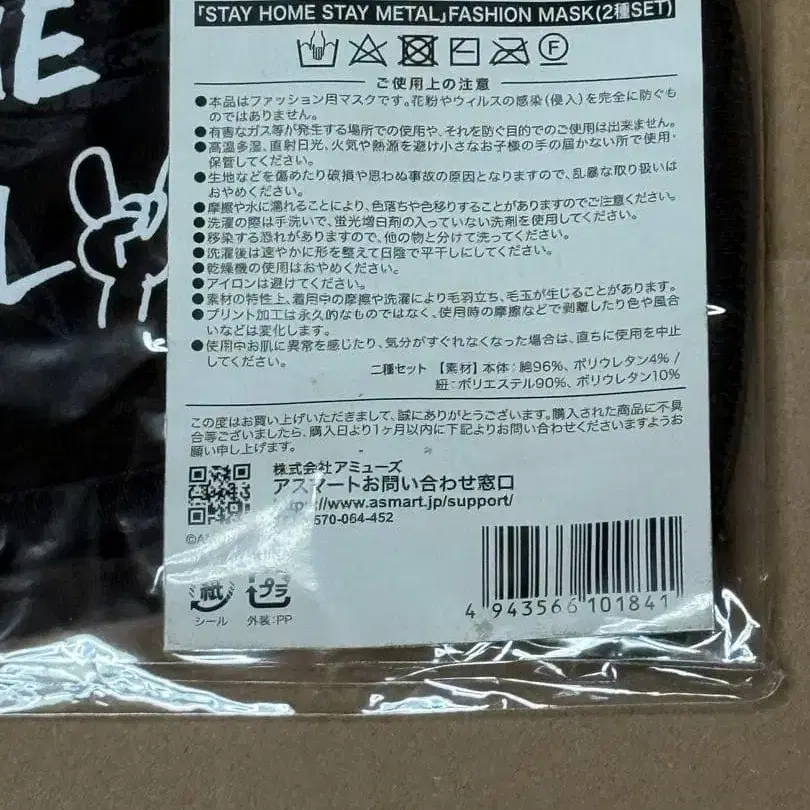 「STAY HOME STAY METAL」FASHION MASK(2種SET)
ご使用上の注意
●本品はファッション用マスクです。花粉やウィルスの感染(侵入)を完全に防ぐも
のではありません。
●有害なガス等が発生する場所での使用や、それを防ぐ目的でのご使用は出来ません。
●高温多湿、直射日光、火気や熱源を避け小さなお子様の手の届かない所で使用・
保管してください。
●生地などを傷めたり破損や思わぬ事故の原因となりますので、乱暴な取り扱いは
おやめください。
●摩擦や水に濡れることにより、色落ちや色移りすることがありますのでご注意ください。
●洗濯の際は手洗いで、蛍光増白剤の入っていない洗剤を使用してください。
●移染する恐れがありますので、他の物と分けて洗ってください。
●洗濯後は速やかに形を整えて日陰で平干しにしてください。
●乾燥機の使用はおやめください。
●アイロンは避けてください。
●素材の特性上、着用中の摩擦や洗濯により毛羽立ち、毛玉が生じることがあります。
●プリント加工は永久的なものではなく、使用時の摩擦などで剥離したり色や風合
いなどは変化します。
●使用中お肌に異常を感じたり、気分がすぐれなくなった場合は、直ちに使用を中止
してください。
二種セット 【素材】本体:綿96%、ポリウレタン4% /
紐:ポリエステル90%、ポリウレタン10%
この度はお買い上げいただきまして、誠にありがとうございます。購入された商品に不具
合等ございましたら、購入日より1ヶ月以内に下記よりお問い合わせくださいますようお
願い申し上げます。
株式会社アミューズ
アスマートお問い合わせ窓口
https://www.asmart.jp/support/
570-064-452
紙
シール
プラ
外装:PP
4 943566 101841